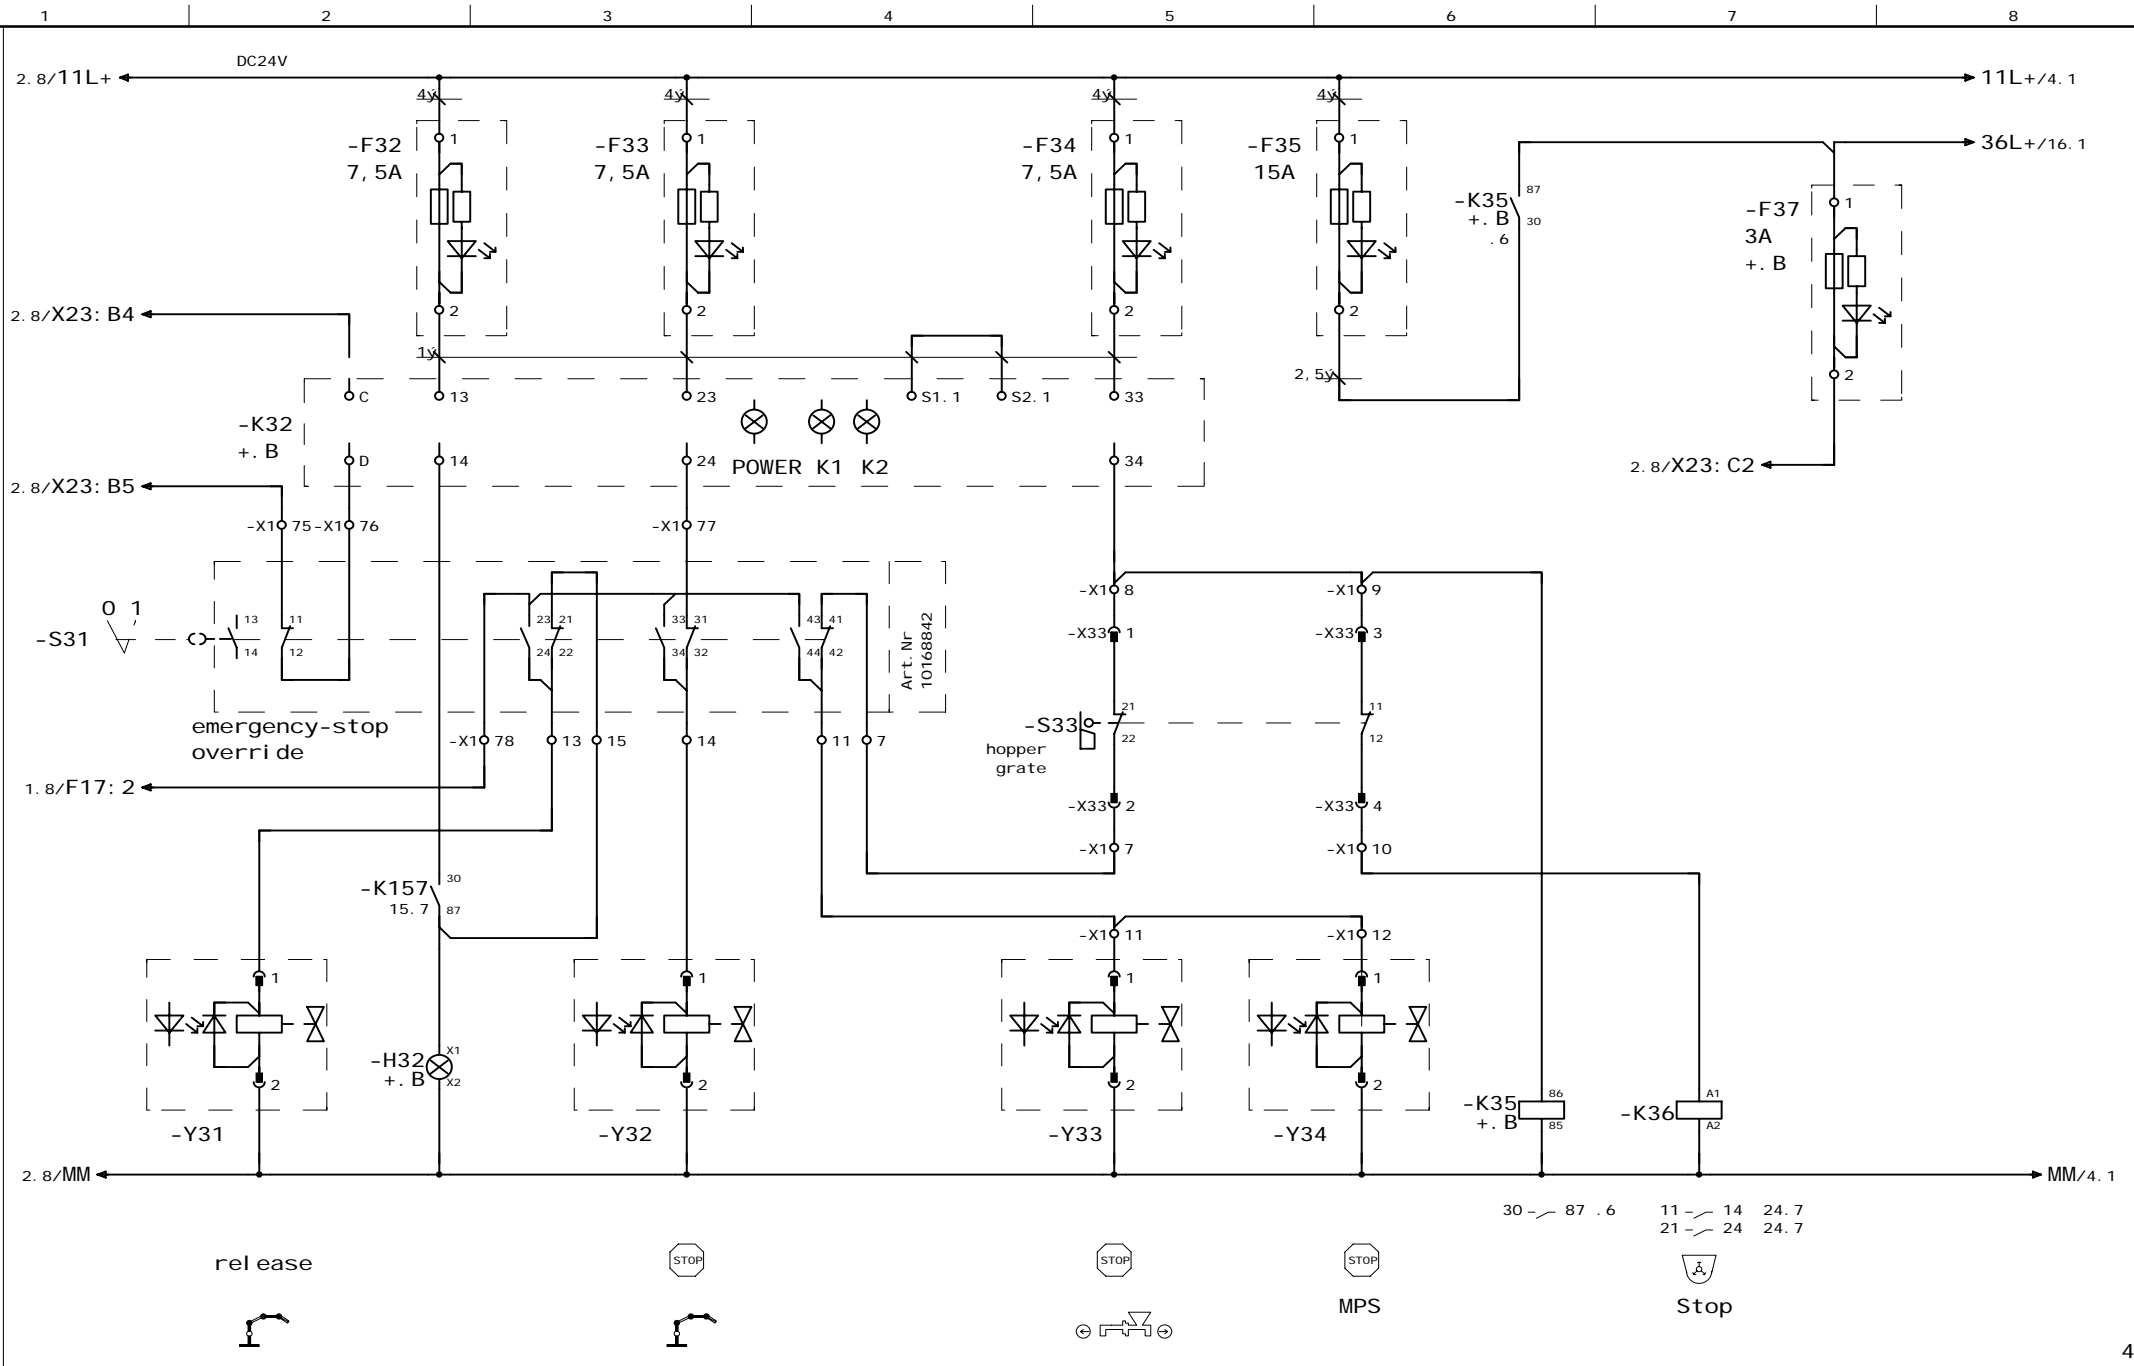 1 2 3 4 5 6 7 8
DC24V
2.8/11L+ 11L+/4.1
4ý 4ý 4ý 4ý
-F32 1 -F33 1 -F34 1 -F35 1
7,5A 7,5A 7,5A 15A
36L+/16.1
-K35 87
+.B 30
.6
-F37 1
3A
+.B
2.8/X23:B4 2 2 2 2
1ý
2,5ý 2
C 13 23 S1.1 S2.1 33
-K32
+.B
D 14 24 POWER K1 K2 34
2.8/X23:C2
2.8/X23:B5
-X1 75 -X1 76 -X1 77
-X1 8 -X1 9
0 1
-S31
13 11 23 21 33 31 43 41
14 12 24 22 34 32 44 42
Art.Nr
10168842
-X33 1 -X33 3
emergency-stop
override
-S33 21 11
22 12
hopper
grate
-X1 78 13 15 14 11 7
1.8/F17:2
-X33 2 -X33 4
-X1 7 -X1 10
-K157 30
15.7 87
-X1 11 -X1 12
1 1 1 1
-H32 X1
+.B X2
2 2 2 2
-Y31 -Y32 -Y33 -Y34
-K35 86
+.B 85
-K36 A1
A2
2.8/MM MM/4.1
30 87 .6 11 14 24.7
21 24 24.7
release STOP STOP STOP
MPS Stop
4